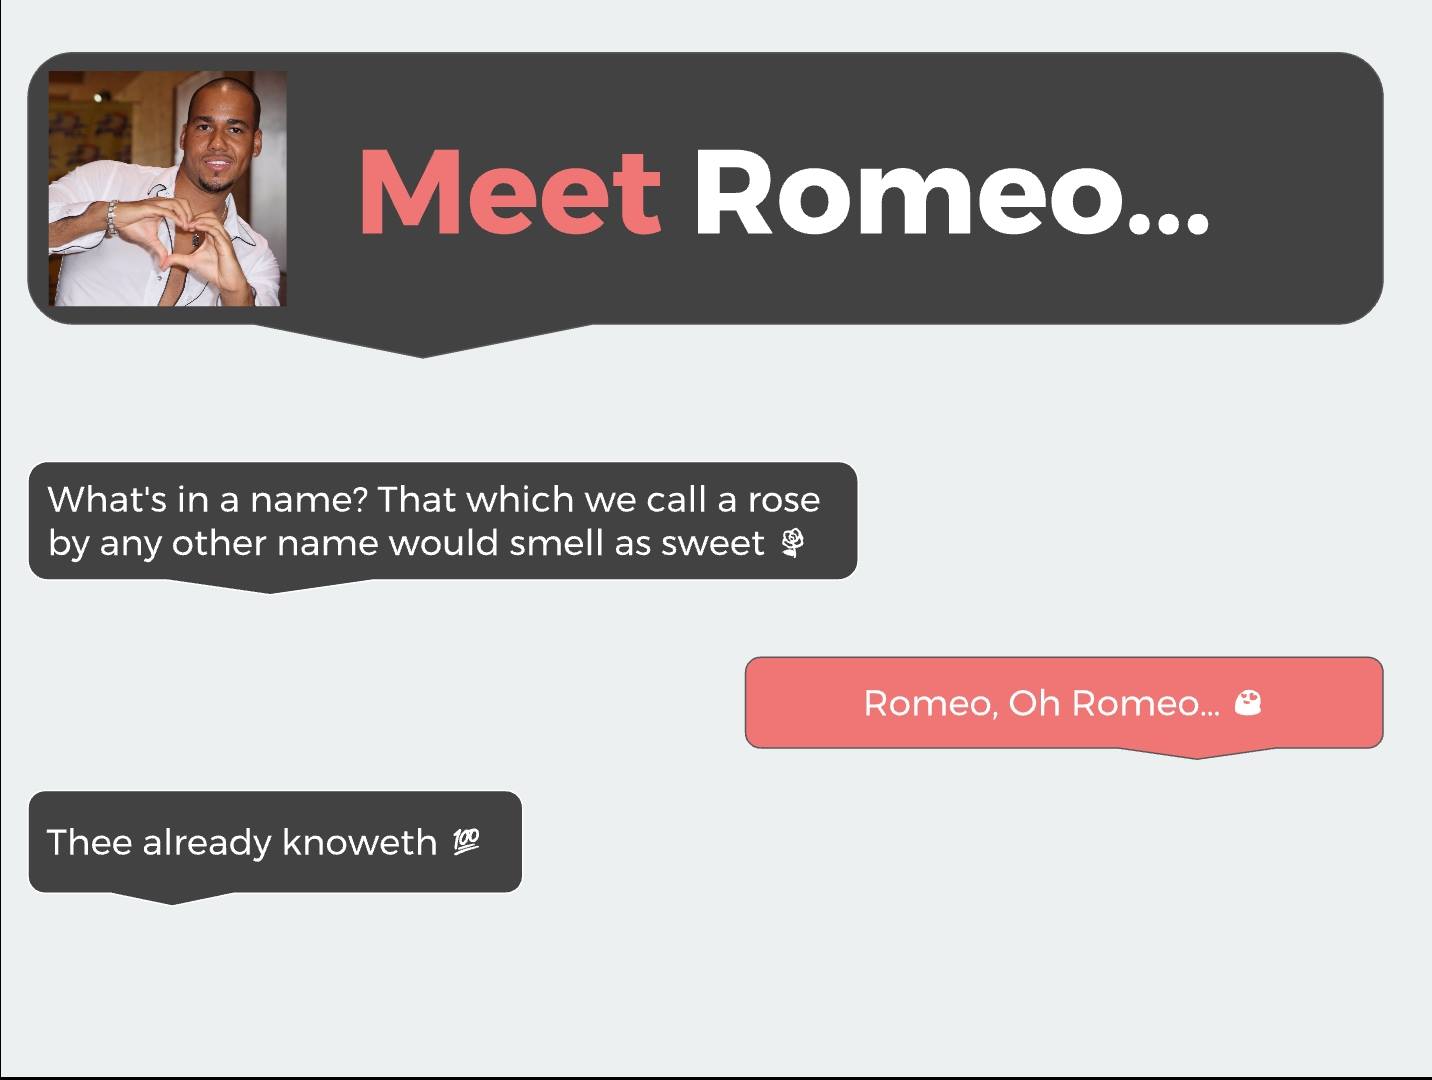 Meet Romeo...
What's in a name? That which we call a rose
by any other name would smell as sweet 🌹
Romeo, Oh Romeo... 😍
Thee already knoweth 💯